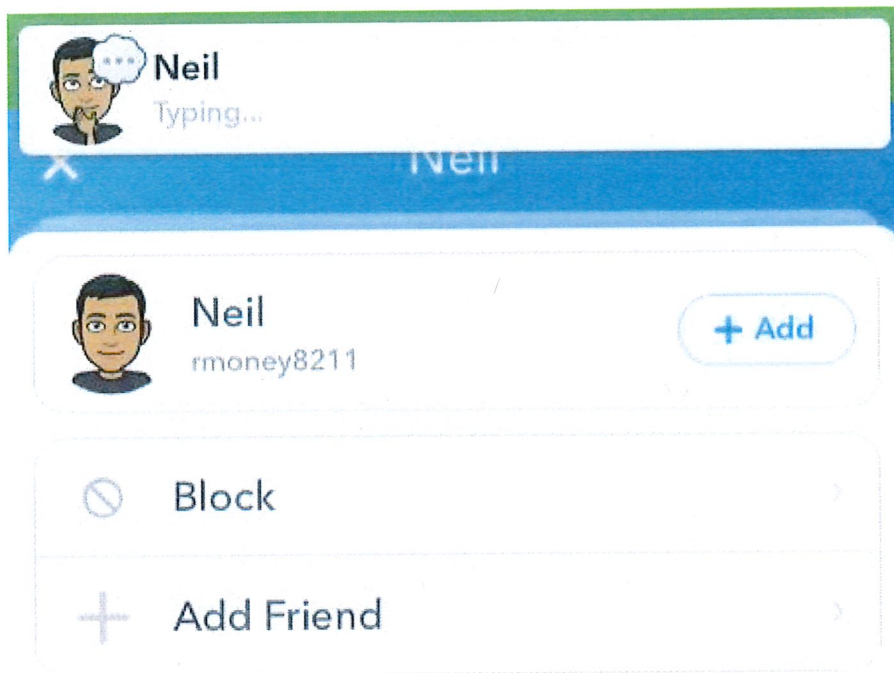 Neil
Typing...
Neil
Neil
rmoney8211
+ Add
Block
Add Friend